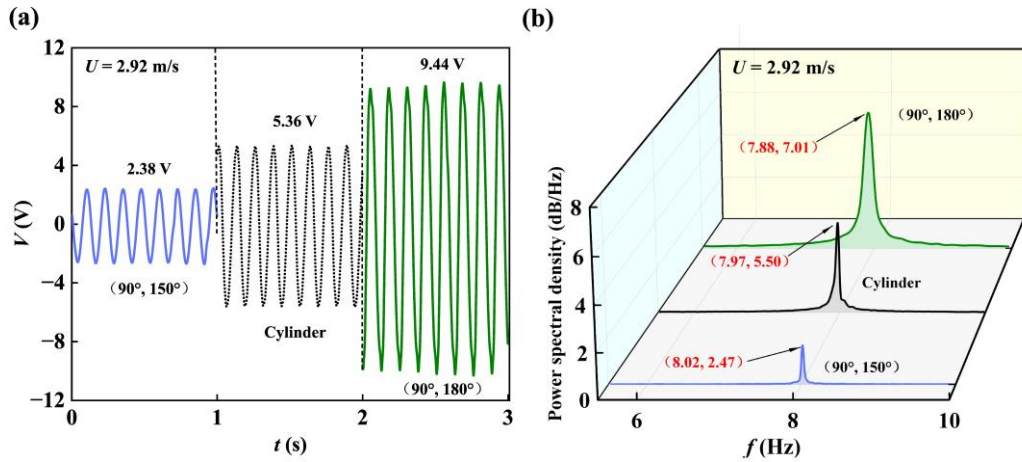 (a)
12
8
4
0
−4
−8
−12
V (V)
U = 2.92 m/s
2.38 V
5.36 V
9.44 V
(90°, 150°)
Cylinder
(90°, 180°)
0
1
2
3
t (s)
(b)
U = 2.92 m/s
(90°, 180°)
(7.88, 7.01)
(7.97, 5.50)
Cylinder
(8.02, 2.47)
(90°, 150°)
8
6
4
2
0
Power spectral density (dB/Hz)
6
8
10
f (Hz)